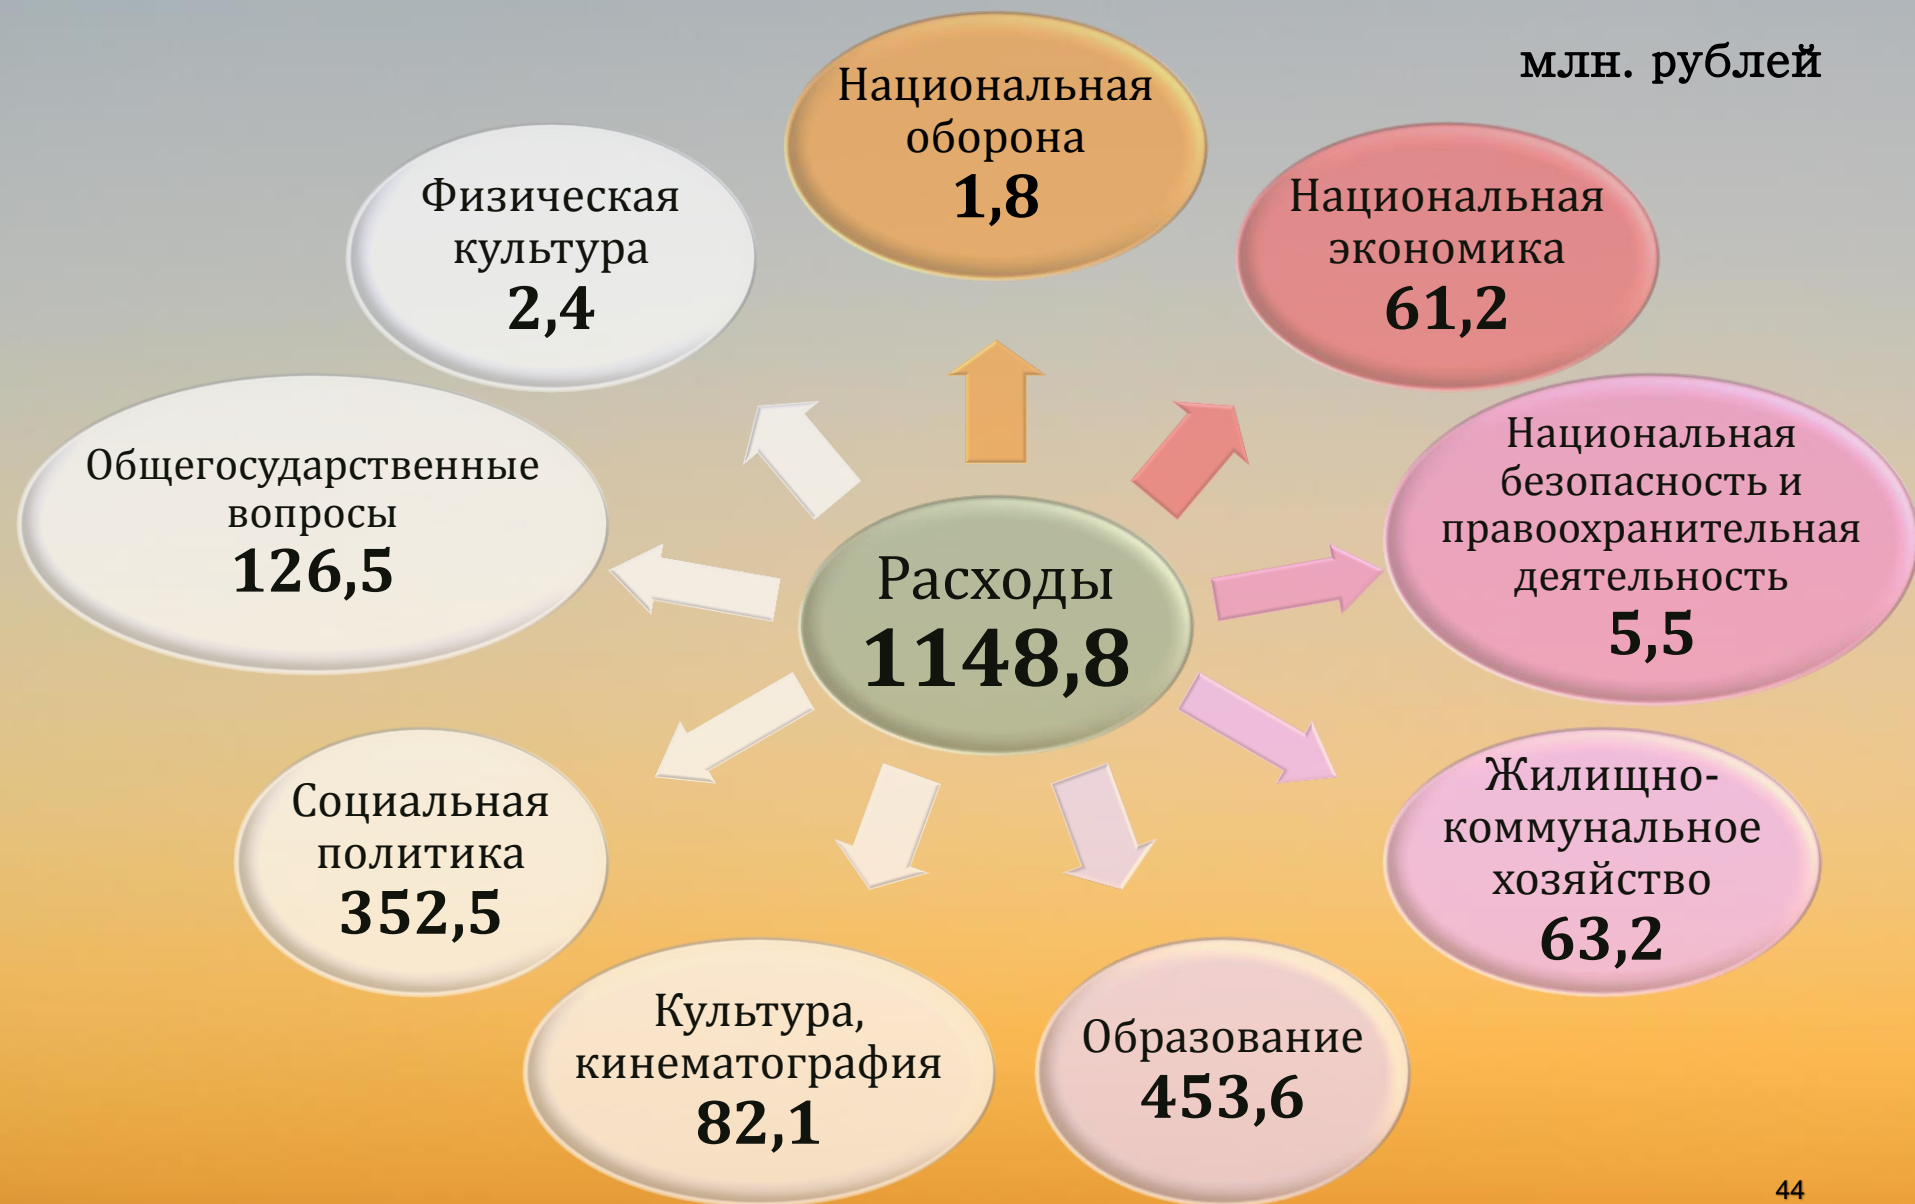 млн. рублей
Национальная
оборона
1,8
Национальная
экономика
61,2
Национальная
безопасность и
правоохранительная
деятельность
5,5
Жилищно-
коммунальное
хозяйство
63,2
Образование
453,6
Культура,
кинематография
82,1
Социальная
политика
352,5
Общегосударственные
вопросы
126,5
Физическая
культура
2,4
Расходы
1148,8
44